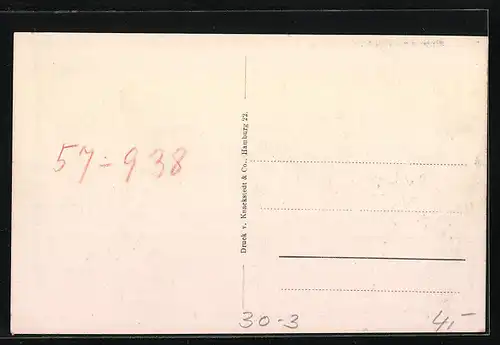 57-938
Druck v. Knackstedt & Co., Hamburg 22.
30-3
4,-